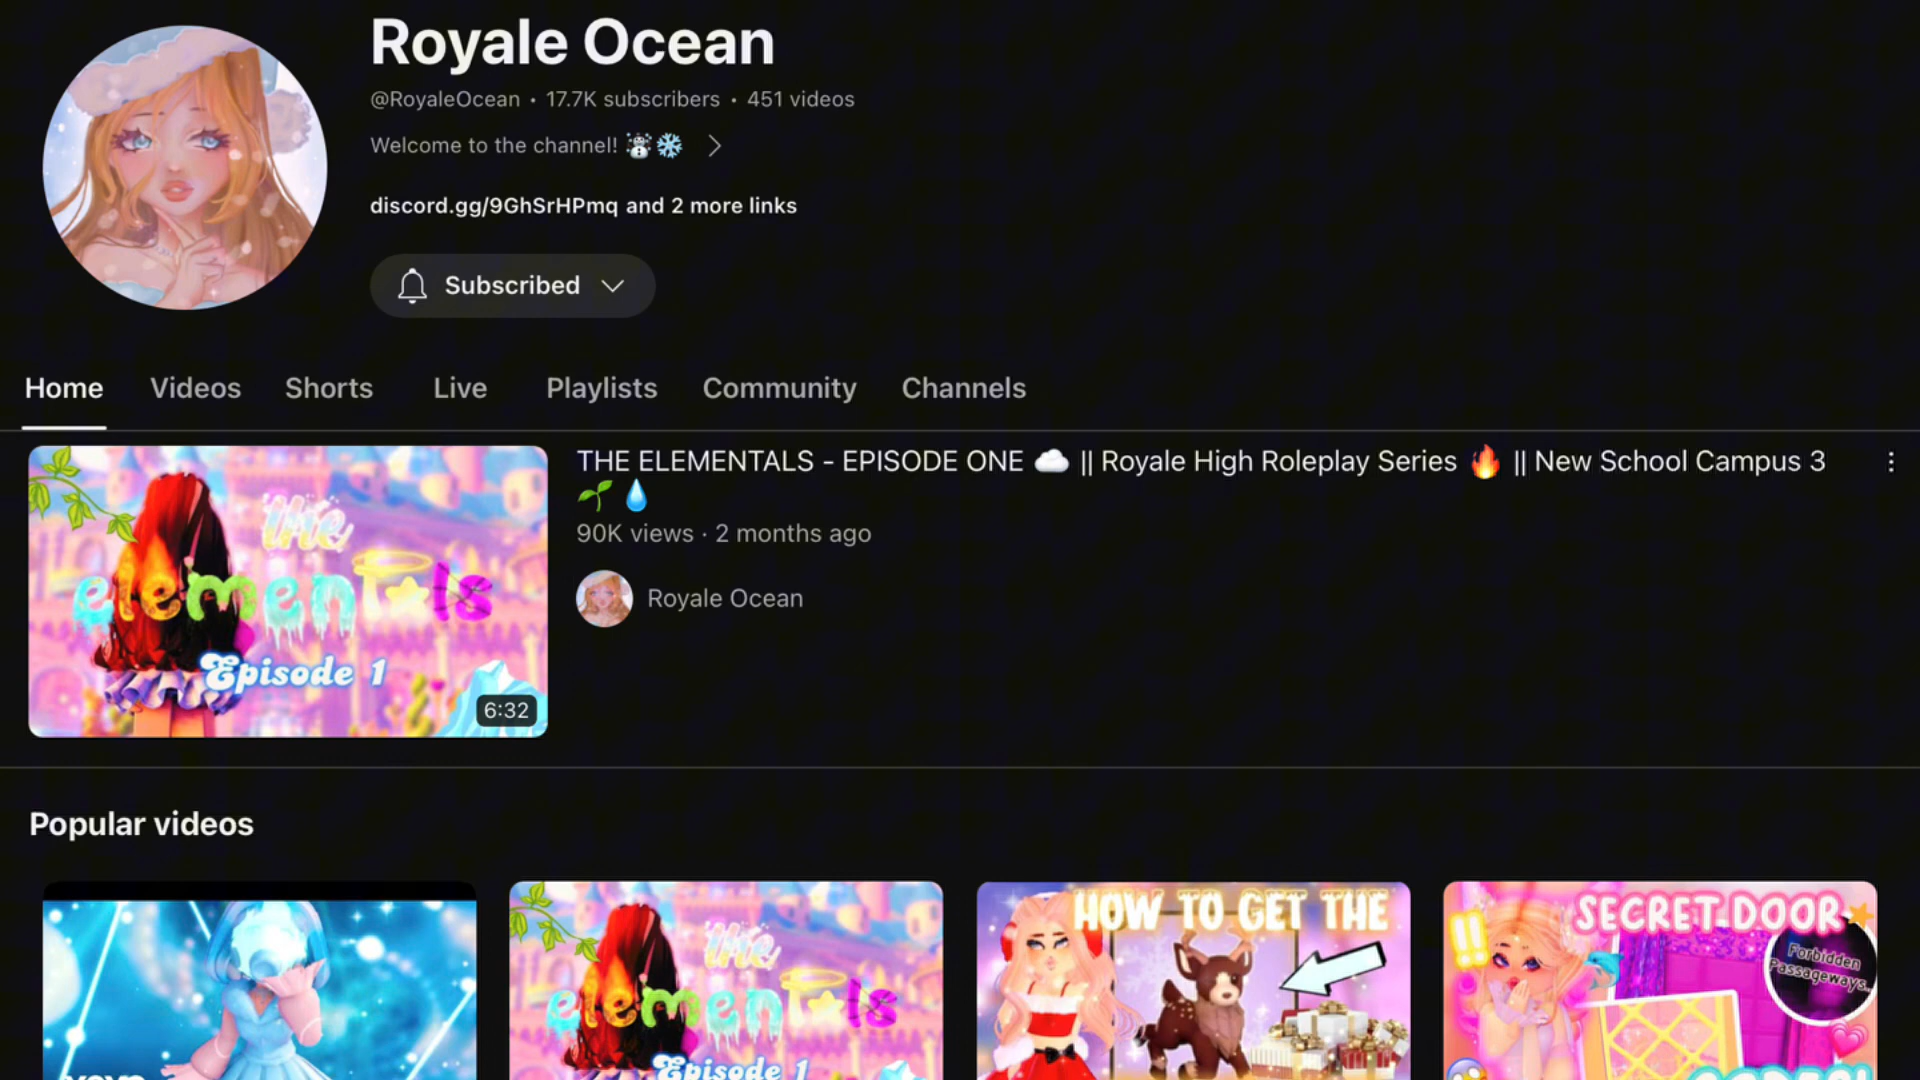 Royale Ocean
@RoyaleOcean • 17.7K subscribers • 451 videos
Welcome to the channel! ☃️❄️ >
discord.gg/9GhSrHPmq and 2 more links
Subscribed
Home Videos Shorts Live Playlists Community Channels
the
elementals
Episode 1
6:32
THE ELEMENTALS - EPISODE ONE ☁️ || Royale High Roleplay Series 🔥 || New School Campus 3
🌱 💧
90K views · 2 months ago
Royale Ocean
Popular videos
the
elementals
Episode 1
HOW TO GET THE
SECRET DOOR
Forbidden
Passageways..